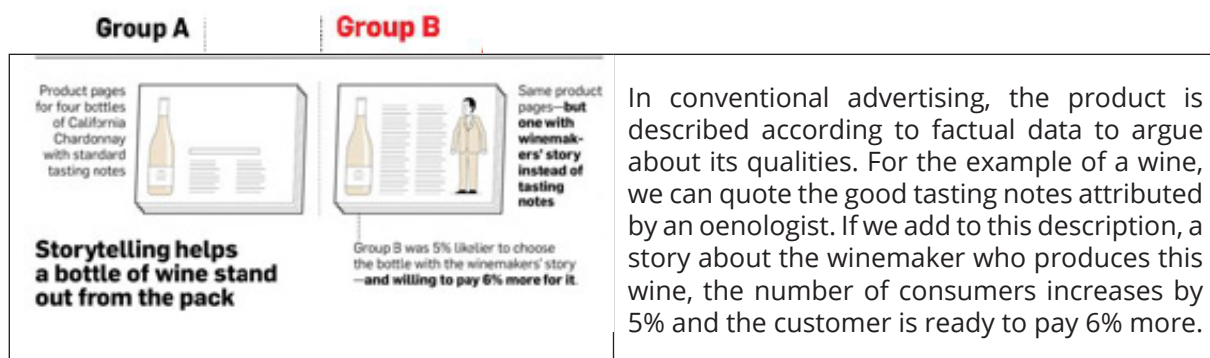 Group A
Group B
Product pages
for four bottles
of California
Chardonnay
with standard
tasting notes
Same product
pages—but
one with
winemak-
ers' story
instead of
tasting
notes
Storytelling helps
a bottle of wine stand
out from the pack
Group B was 5% likelier to choose
the bottle with the winemakers' story
—and willing to pay 6% more for it.
In conventional advertising, the product is
described according to factual data to argue
about its qualities. For the example of a wine,
we can quote the good tasting notes attributed
by an oenologist. If we add to this description, a
story about the winemaker who produces this
wine, the number of consumers increases by
5% and the customer is ready to pay 6% more.